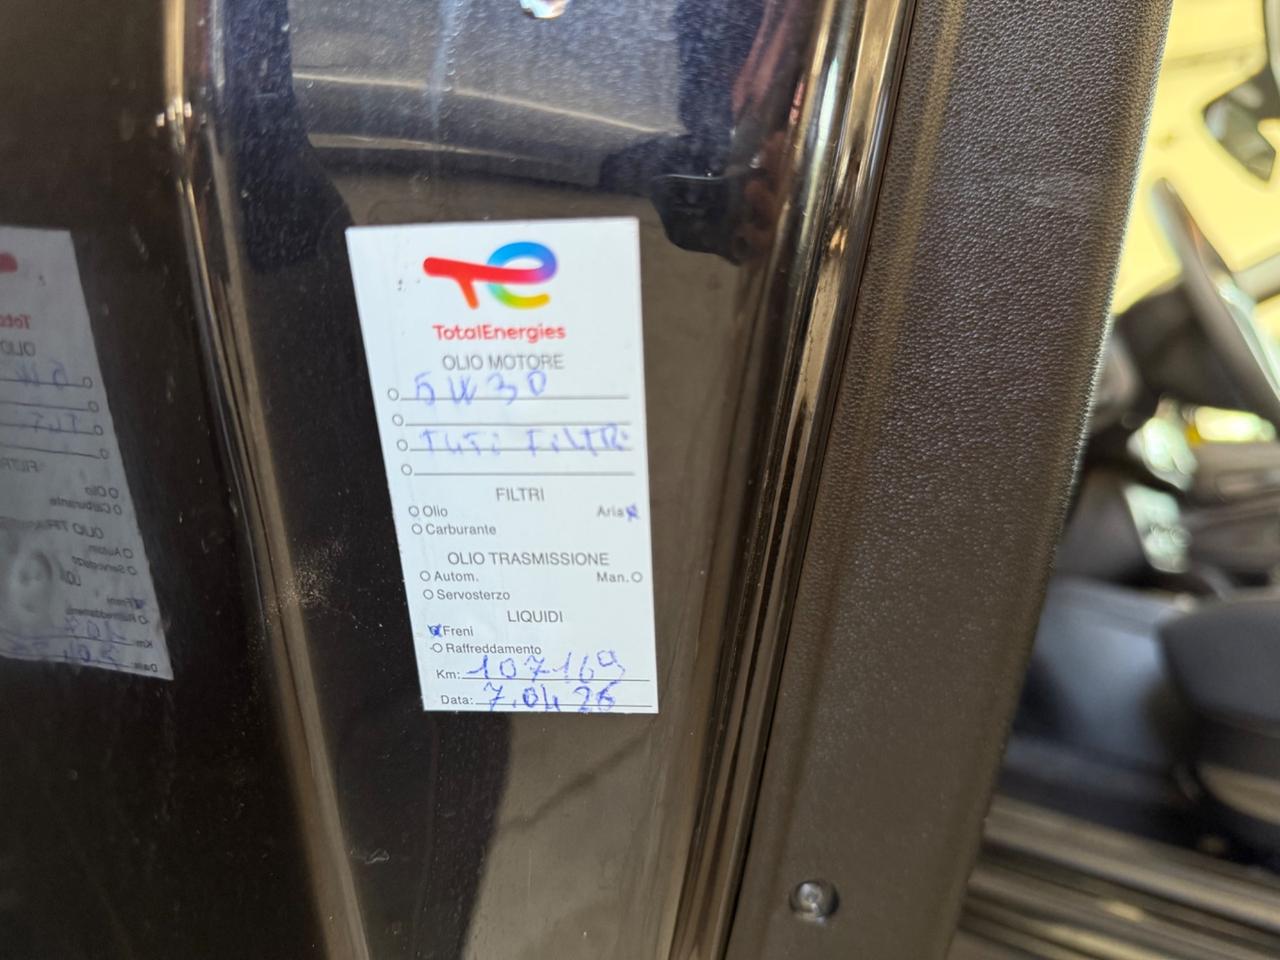 TotalEnergies
OLIO MOTORE
5W30
TuTi FiLTRi
FILTRI
Olio Aria
Carburante
OLIO TRASMISSIONE
Autom. Man.
Servosterzo
LIQUIDI
Freni
Raffreddamento
Km: 107169
Data: 7.04 26